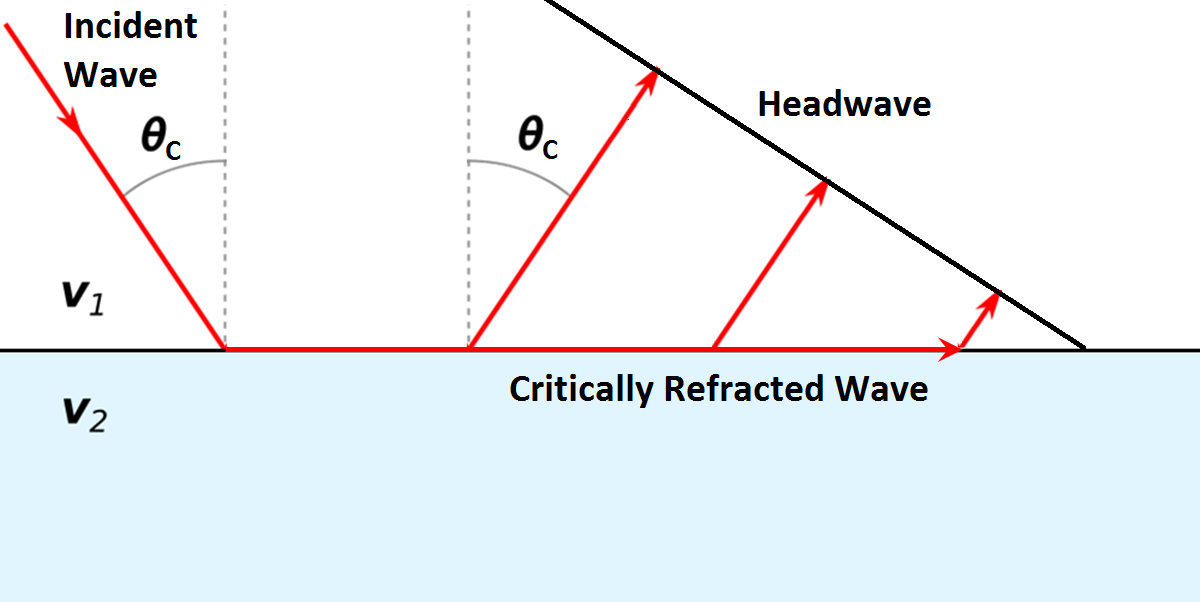 Incident
Wave
θC
θC
Headwave
v1
Critically Refracted Wave
v2